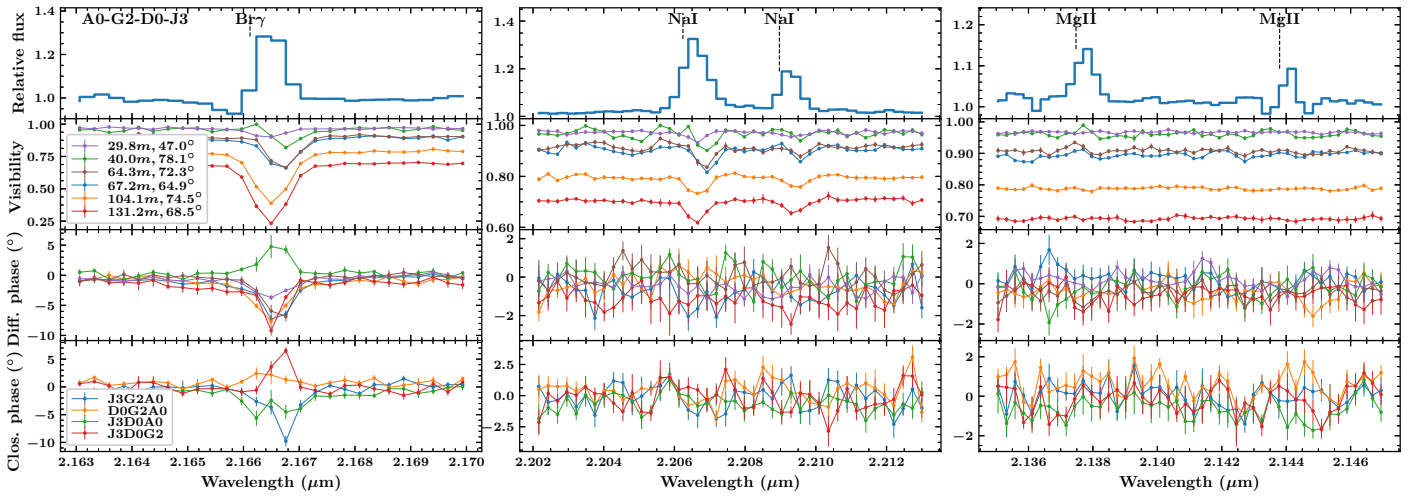 A0-G2-D0-J3
Brγ
NaI
NaI
MgII
MgII
Relative flux
1.4
1.2
1.0
1.4
1.2
1.0
1.2
1.1
1.0
Visibility
1.00
0.75
0.50
0.25
29.8m, 47.0°
40.0m, 78.1°
64.3m, 72.3°
67.2m, 64.9°
104.1m, 74.5°
131.2m, 68.5°
1.00
0.80
0.60
1.00
0.90
0.80
0.70
Diff. phase (°)
5
0
−5
−10
2
0
−2
2
0
−2
Clos. phase (°)
5
0
−5
−10
J3G2A0
D0G2A0
J3D0A0
J3D0G2
2.5
0.0
−2.5
2
0
−2
2.163 2.164 2.165 2.166 2.167 2.168 2.169 2.170
2.202 2.204 2.206 2.208 2.210 2.212
2.136 2.138 2.140 2.142 2.144 2.146
Wavelength (μm)
Wavelength (μm)
Wavelength (μm)